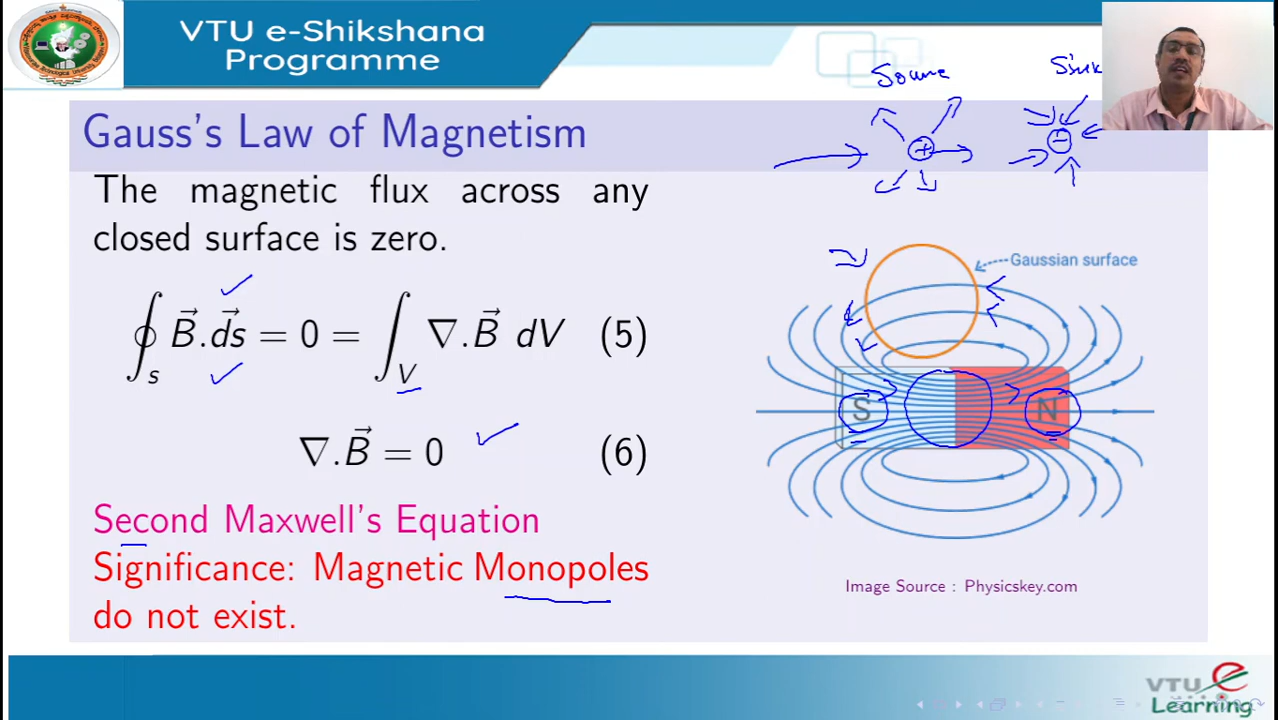 VTU e-Shikshana
Programme
Source
Sink
Gauss's Law of Magnetism
The magnetic flux across any
closed surface is zero.
∮ₛ B⃗.d⃗s = 0 = ∫ᵥ ∇.B⃗ dV (5)
∇.B⃗ = 0 (6)
Second Maxwell's Equation
Significance: Magnetic Monopoles
do not exist.
+
−
Gaussian surface
S N
Image Source : Physicskey.com
VTU e
Learning